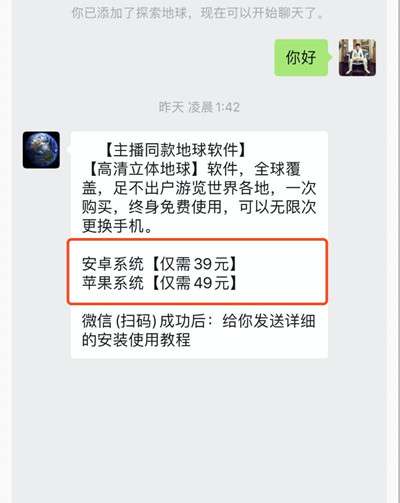 你已添加了探索地球，现在可以开始聊天了。
你好
昨天 凌晨1:42
【主播同款地球软件】
【高清立体地球】软件，全球覆
盖，足不出户游览世界各地，一次
购买，终身免费使用，可以无限次
更换手机。
安卓系统【仅需39元】
苹果系统【仅需49元】
微信(扫码)成功后：给你发送详细
的安装使用教程